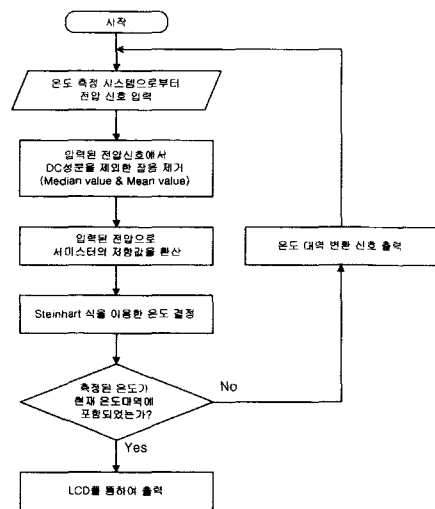 시작
온도 측정 시스템으로부터
전압 신호 입력
입력된 전압신호에서
DC성분을 제외한 잡음 제거
(Median value & Mean value)
입력된 전압으로
서미스터의 저항값을 환산
온도 대역 변환 신호 출력
Steinhart 식을 이용한 온도 결정
측정된 온도가
현재 온도대역에
포함되었는가?
No
Yes
LCD를 통하여 출력